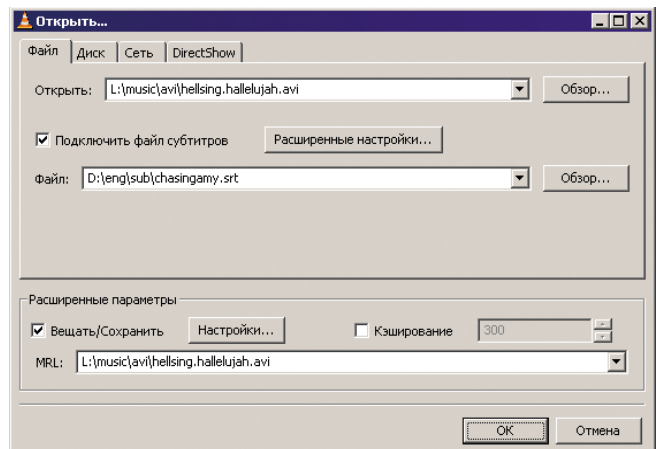 Открыть...
Файл Диск Сеть DirectShow
Открыть: L:\music\avi\hellsing.hallelujah.avi Обзор...
Подключить файл субтитров Расширенные настройки...
Файл: D:\eng\sub\chasingamy.srt Обзор...
Расширенные параметры
Вещать/Сохранить Настройки... Кэширование 300
MRL: L:\music\avi\hellsing.hallelujah.avi
OK Отмена